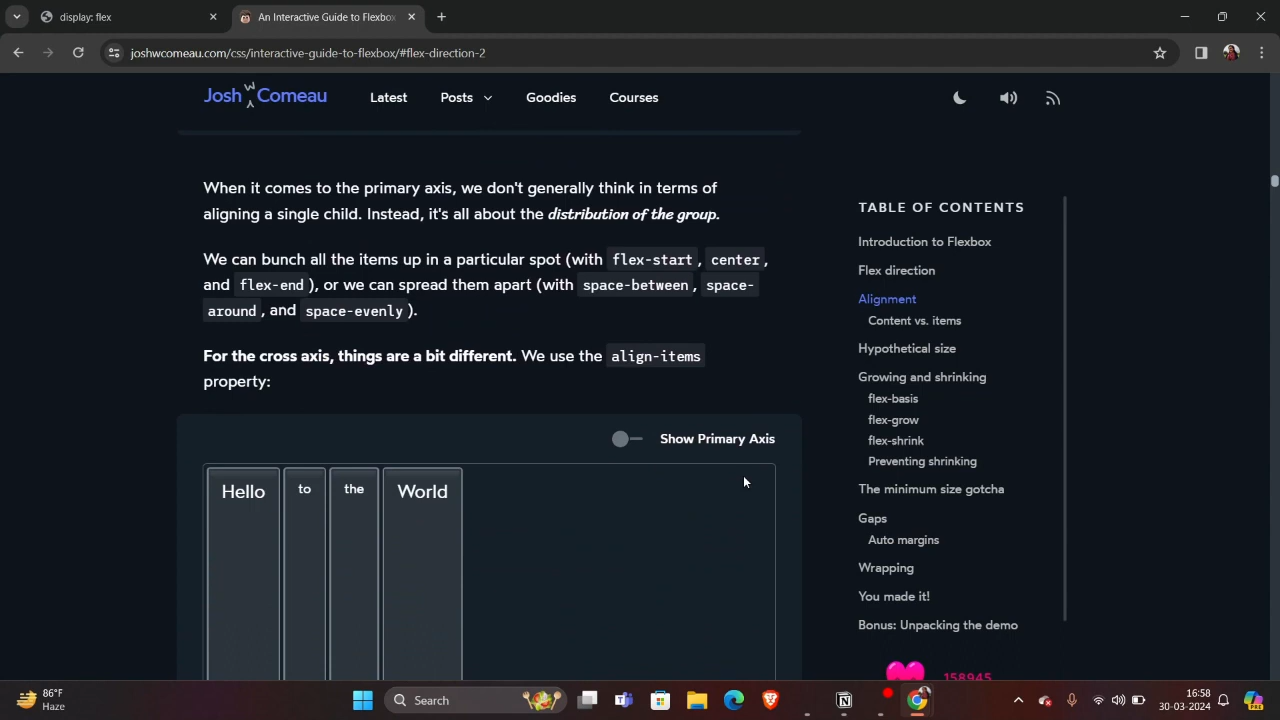 display: flex
An Interactive Guide to Flexbox
joshwcomeau.com/css/interactive-guide-to-flexbox/#flex-direction-2
Josh W Comeau
Latest
Posts
Goodies
Courses
When it comes to the primary axis, we don't generally think in terms of
aligning a single child. Instead, it's all about the distribution of the group.
We can bunch all the items up in a particular spot (with flex-start, center,
and flex-end), or we can spread them apart (with space-between, space-
around, and space-evenly).
For the cross axis, things are a bit different. We use the align-items
property:
Show Primary Axis
Hello
to
the
World
TABLE OF CONTENTS
Introduction to Flexbox
Flex direction
Alignment
Content vs. items
Hypothetical size
Growing and shrinking
flex-basis
flex-grow
flex-shrink
Preventing shrinking
The minimum size gotcha
Gaps
Auto margins
Wrapping
You made it!
Bonus: Unpacking the demo
158945
86°F
Haze
Search
16:58
30-03-2024